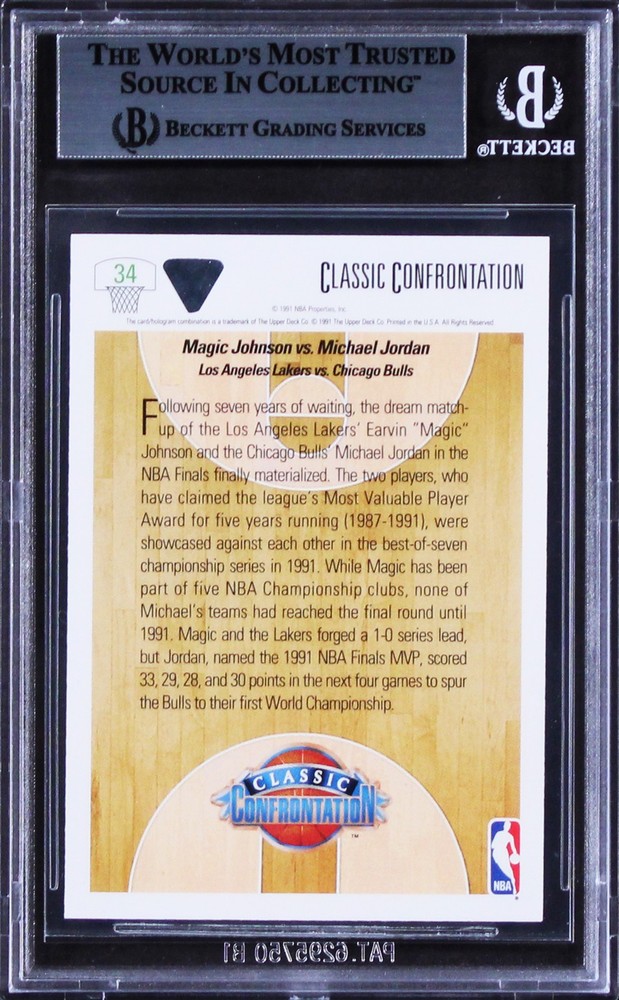 THE WORLD'S MOST TRUSTED
SOURCE IN COLLECTING™
B BECKETT GRADING SERVICES
B
BECKETT®
34
CLASSIC CONFRONTATION
© 1991 NBA Properties, Inc.
The card/hologram combination is a trademark of The Upper Deck Co. © 1991 The Upper Deck Co. Printed in the U.S.A. All Rights Reserved.
Magic Johnson vs. Michael Jordan
Los Angeles Lakers vs. Chicago Bulls
Following seven years of waiting, the dream match-
up of the Los Angeles Lakers' Earvin "Magic"
Johnson and the Chicago Bulls' Michael Jordan in the
NBA Finals finally materialized. The two players, who
have claimed the league's Most Valuable Player
Award for five years running (1987-1991), were
showcased against each other in the best-of-seven
championship series in 1991. While Magic has been
part of five NBA Championship clubs, none of
Michael's teams had reached the final round until
1991. Magic and the Lakers forged a 1-0 series lead,
but Jordan, named the 1991 NBA Finals MVP, scored
33, 29, 28, and 30 points in the next four games to spur
the Bulls to their first World Championship.
CLASSIC
CONFRONTATION
™
NBA
®
PAT.6295750 B1